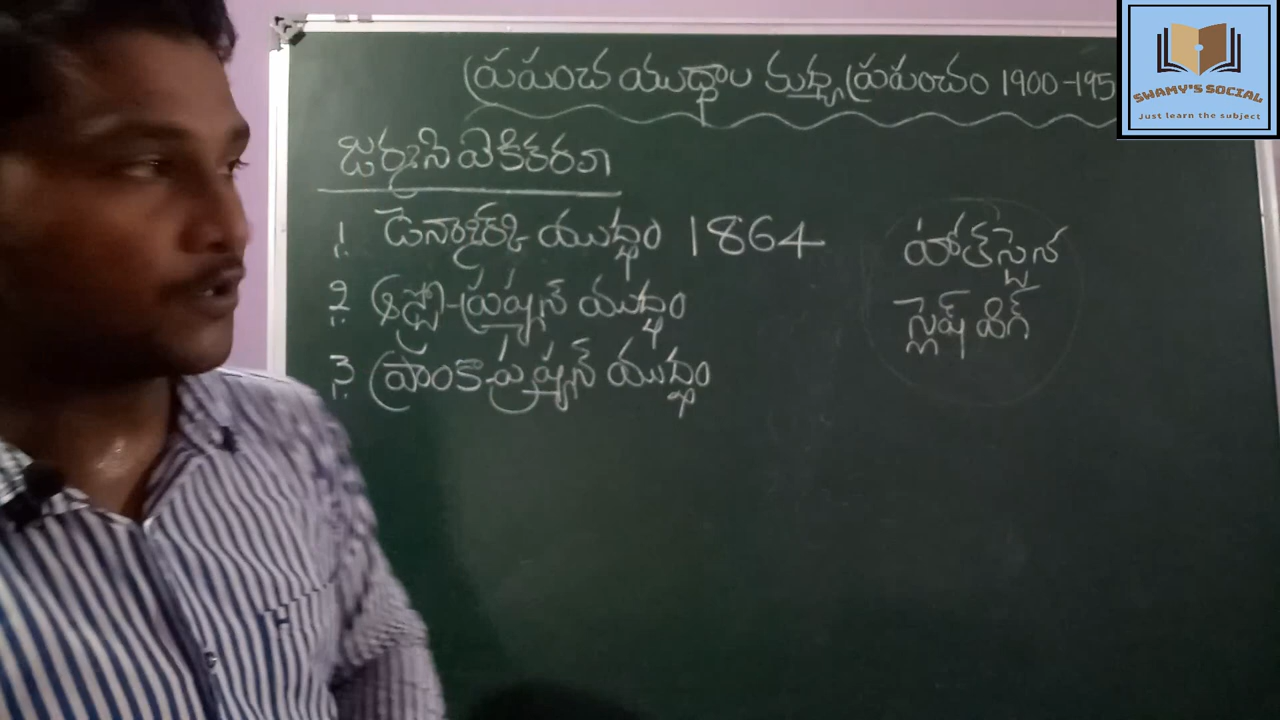 ప్రపంచ యుద్ధాల మధ్య ప్రపంచం 1900-195
జర్మని ఏకీకరణ
1. డెన్మార్క్ యుద్ధం 1864
2. ఆస్ట్రో-ప్రష్యన్ యుద్ధం
3. ఫ్రాంకో-ప్రష్యన్ యుద్ధం
హోల్‌స్టైన
స్లెష్ విగ్
SWAMY'S SOCIAL
Just learn the subject